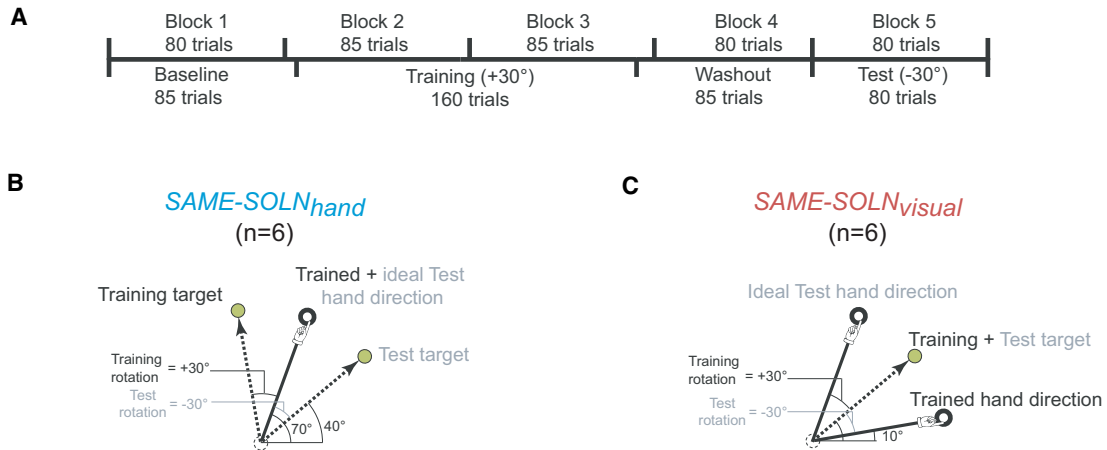 A
Block 1
80 trials
Block 2
85 trials
Block 3
85 trials
Block 4
80 trials
Block 5
80 trials
Baseline
85 trials
Training (+30°)
160 trials
Washout
85 trials
Test (-30°)
80 trials
B
SAME-SOLNhand
(n=6)
Training target
Trained + ideal Test
hand direction
Test target
Training
rotation = +30°
Test
rotation = -30°
70°
40°
C
SAME-SOLNvisual
(n=6)
Ideal Test hand direction
Training + Test target
Training
rotation = +30°
Test
rotation = -30°
Trained hand direction
10°